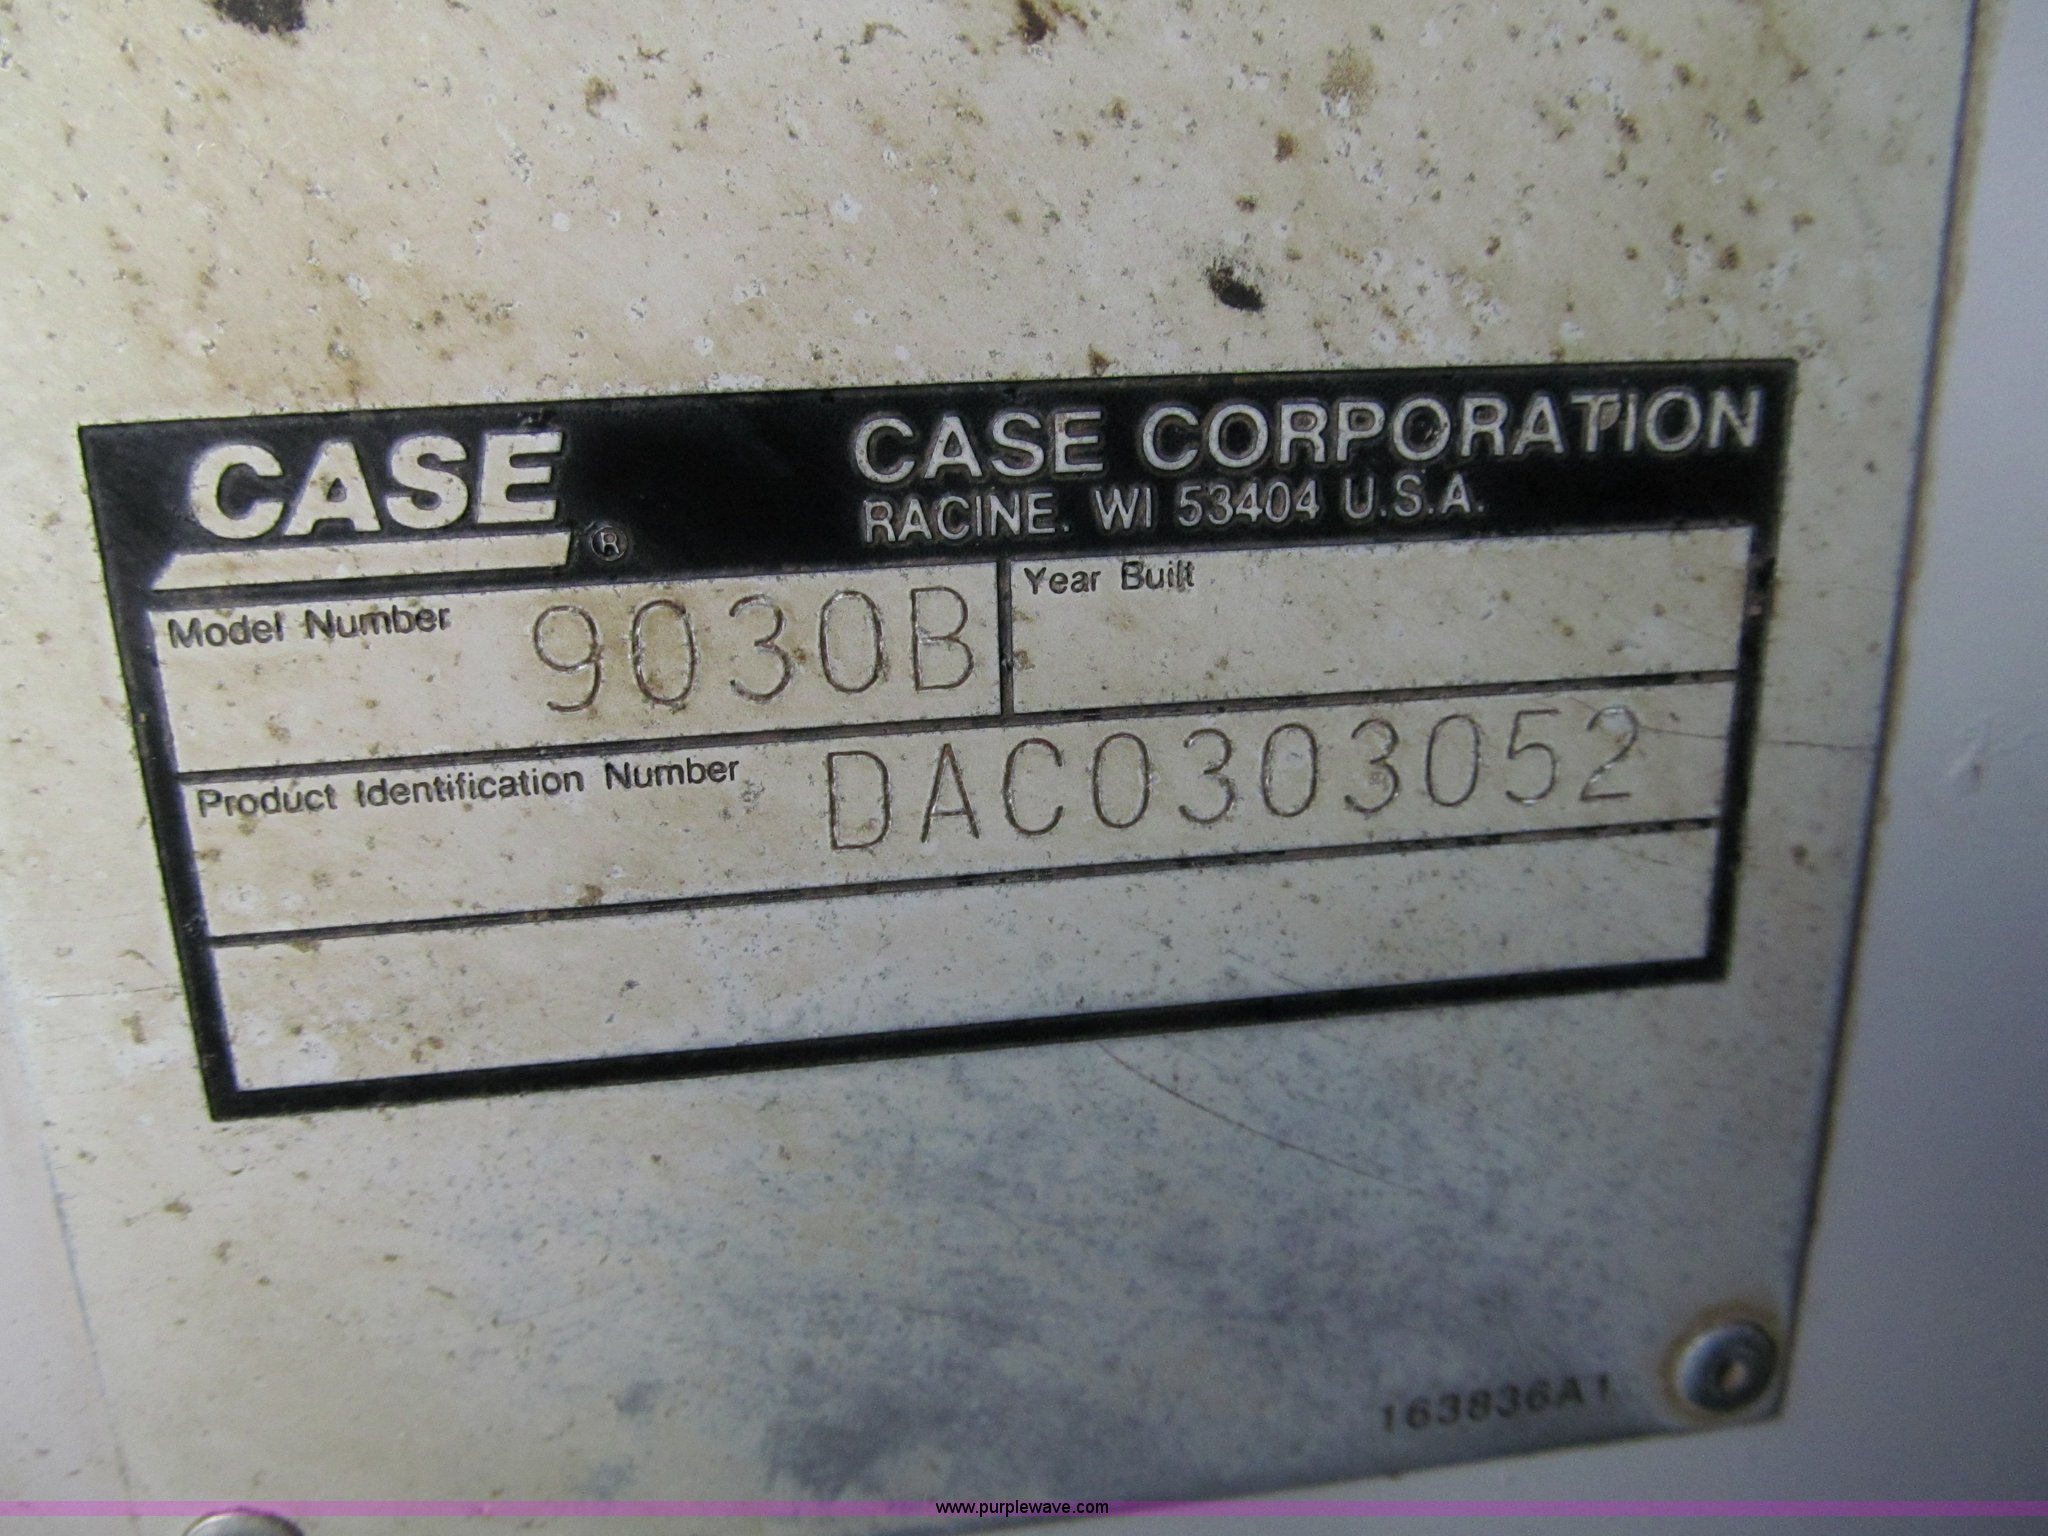 CASE ®
CASE CORPORATION
RACINE, WI 53404 U.S.A.
Model Number 9030B
Year Built
Product Identification Number DAC0303052
163836A1
www.purplewave.com